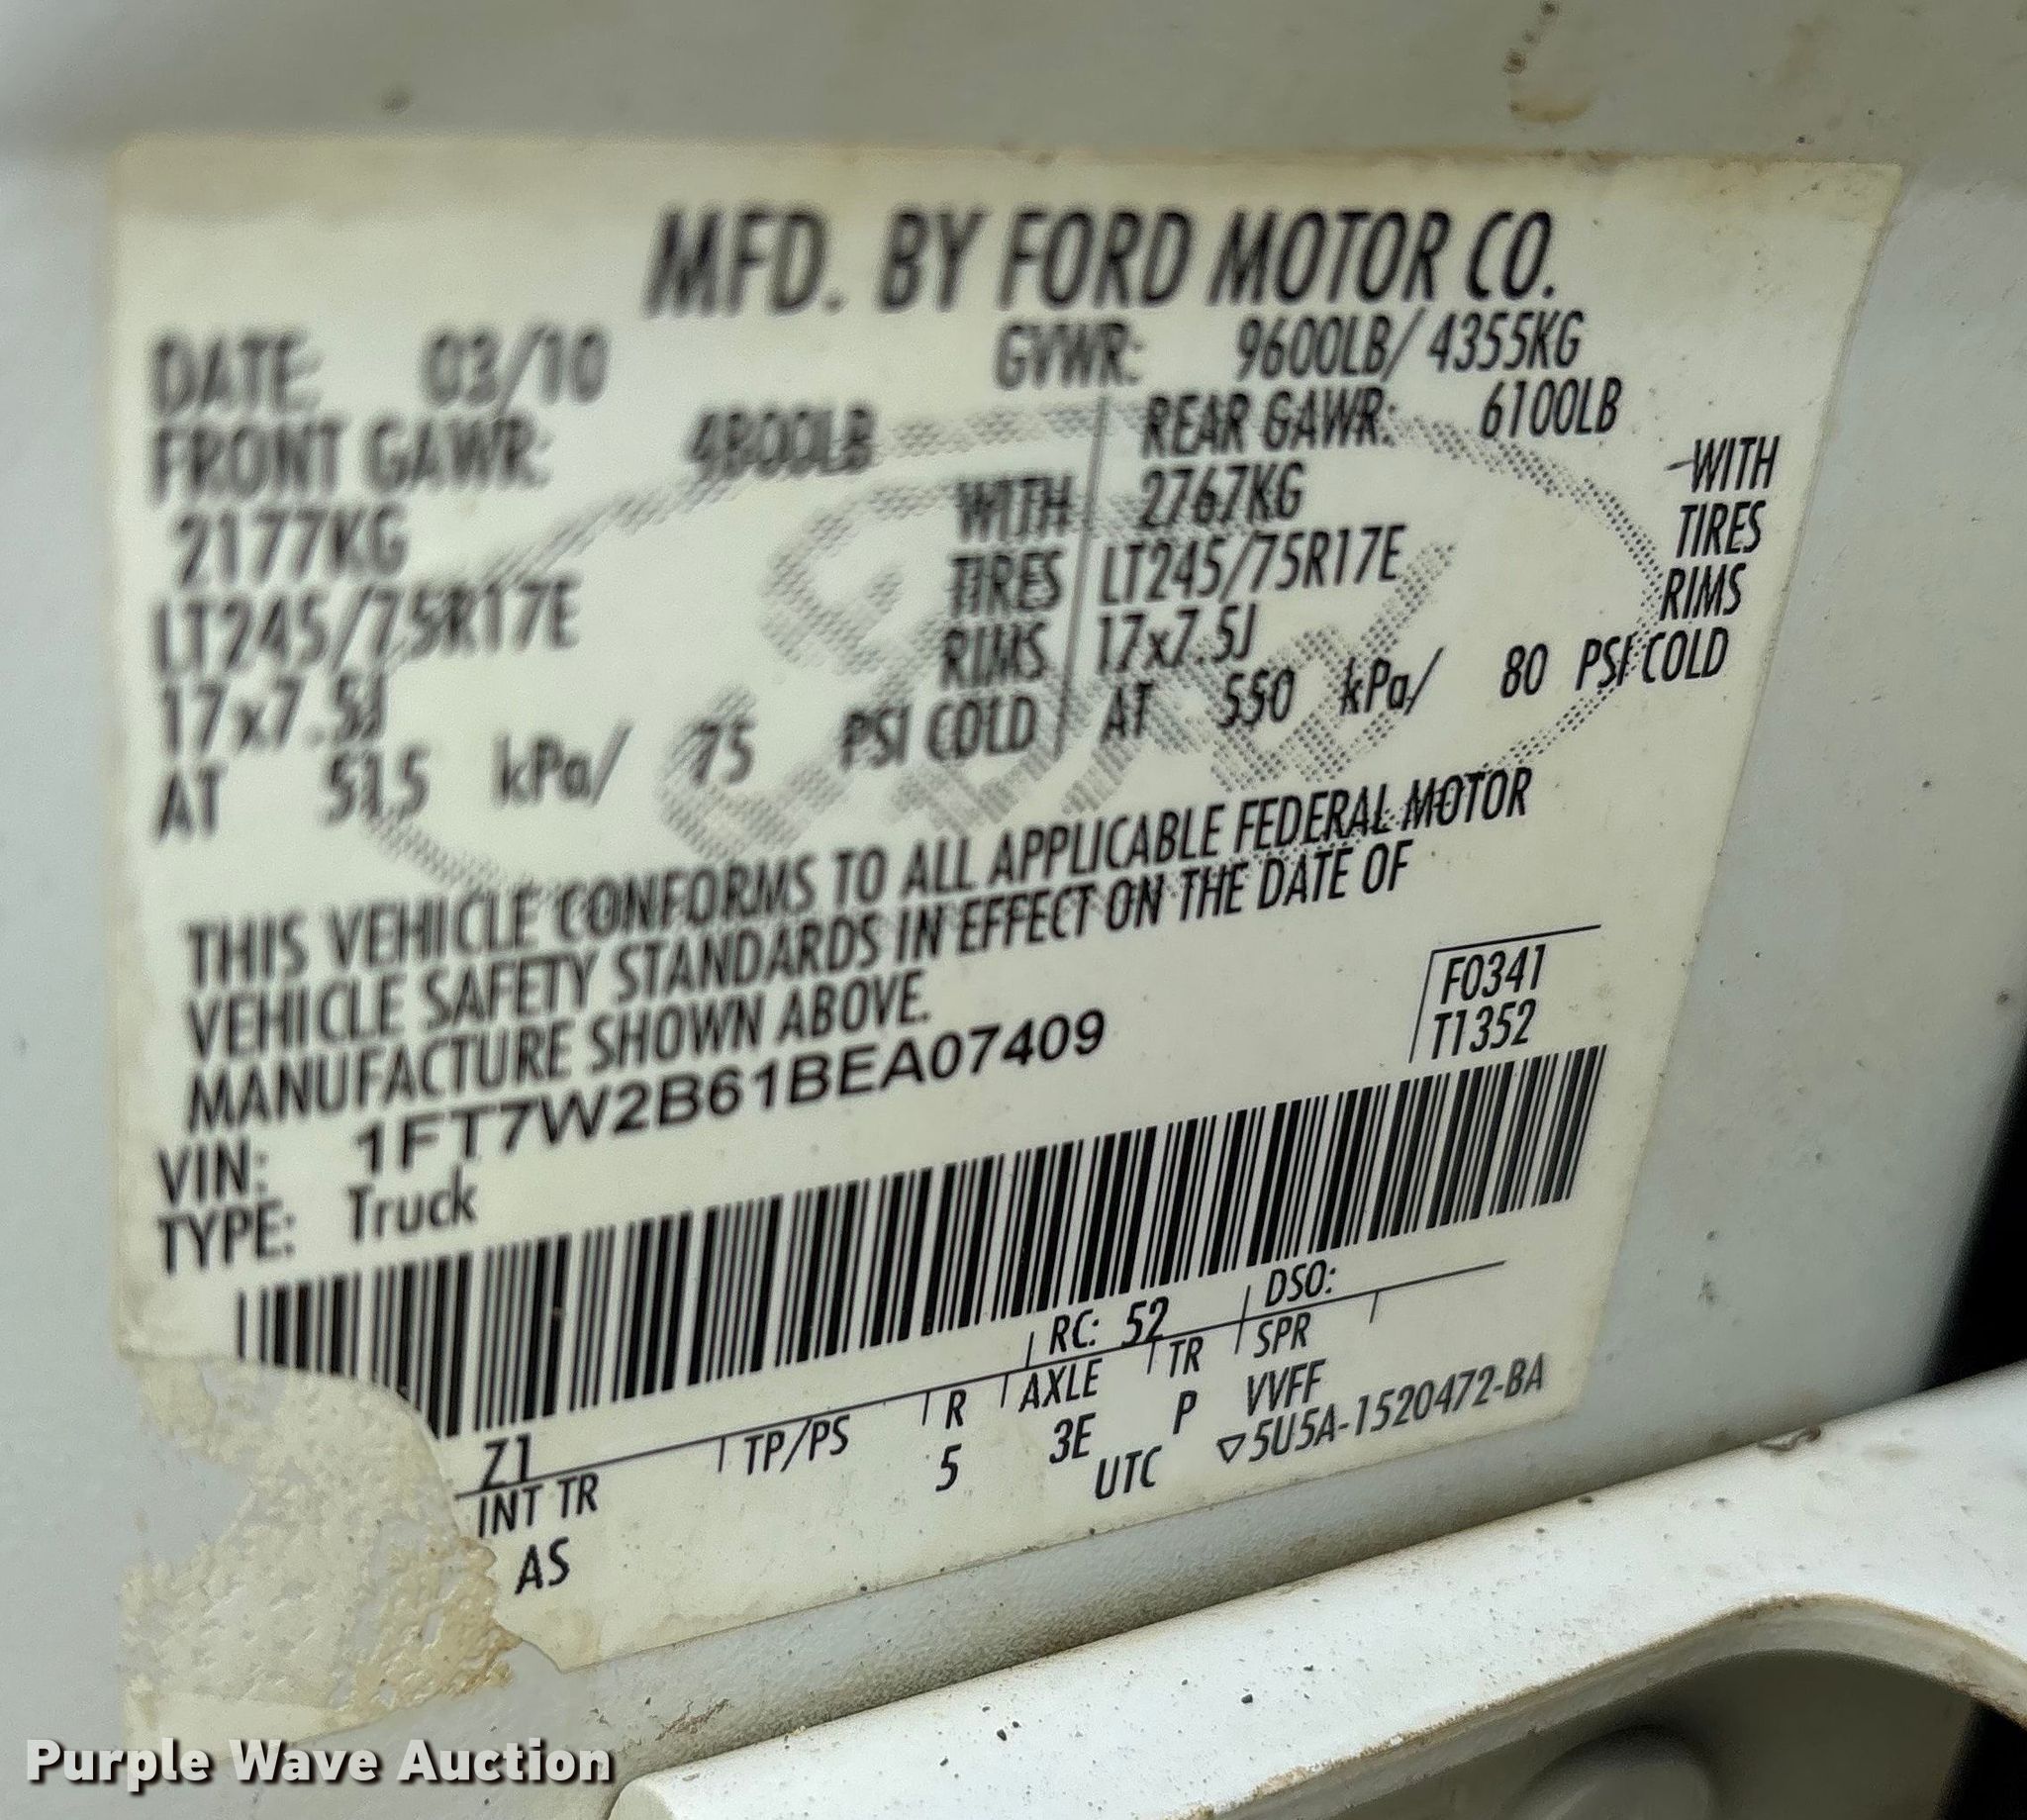 MFD. BY FORD MOTOR CO.
DATE: 03/10 GVWR: 9600LB/ 4355KG
FRONT GAWR: 4800LB REAR GAWR: 6100LB
2177KG WITH 2767KG WITH
LT245/75R17E TIRES LT245/75R17E TIRES
17x7.5J RIMS 17x7.5J RIMS
AT 515 kPa/ 75 PSI COLD AT 550 kPa/ 80 PSI COLD
THIS VEHICLE CONFORMS TO ALL APPLICABLE FEDERAL MOTOR
VEHICLE SAFETY STANDARDS IN EFFECT ON THE DATE OF
MANUFACTURE SHOWN ABOVE.
VIN: 1FT7W2B61BEA07409
TYPE: Truck
F0341
T1352
Z1 RC: 52 DSO:
INT TR TP/PS R AXLE TR SPR
AS 5 3E P VVFF
UTC ▽5U5A-1520472-BA
Purple Wave Auction